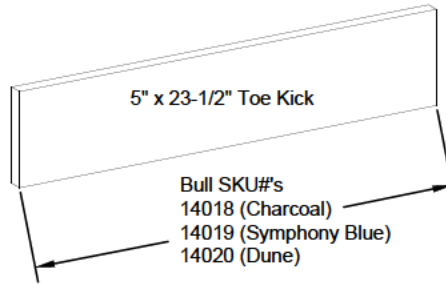 5" x 23-1/2" Toe Kick
Bull SKU#'s
14018 (Charcoal)
14019 (Symphony Blue)
14020 (Dune)